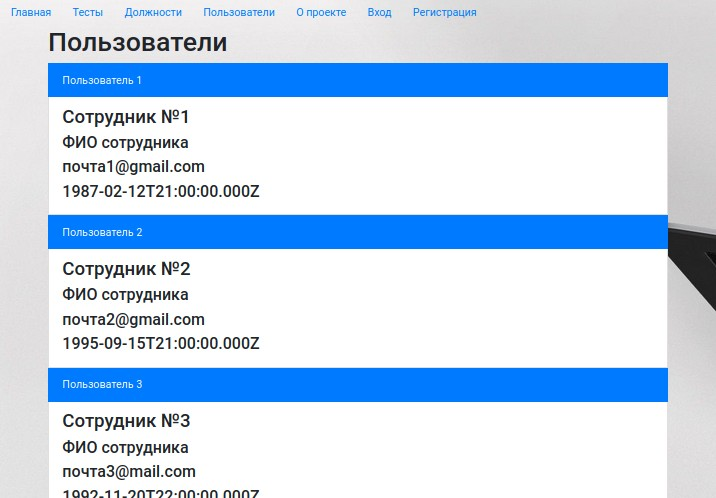 Главная Тесты Должности Пользователи О проекте Вход Регистрация
Пользователи
Пользователь 1
Сотрудник №1
ФИО сотрудника
почта1@gmail.com
1987-02-12T21:00:00.000Z
Пользователь 2
Сотрудник №2
ФИО сотрудника
почта2@gmail.com
1995-09-15T21:00:00.000Z
Пользователь 3
Сотрудник №3
ФИО сотрудника
почта3@mail.com
1992-11-20T22:00:00.000Z